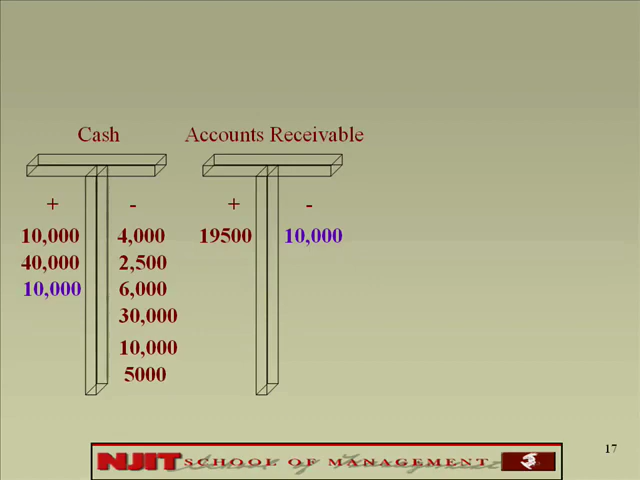 Cash Accounts Receivable
+ - + -
10,000 4,000 19500 10,000
40,000 2,500
10,000 6,000
30,000
10,000
5000
17
NJIT SCHOOL OF MANAGEMENT